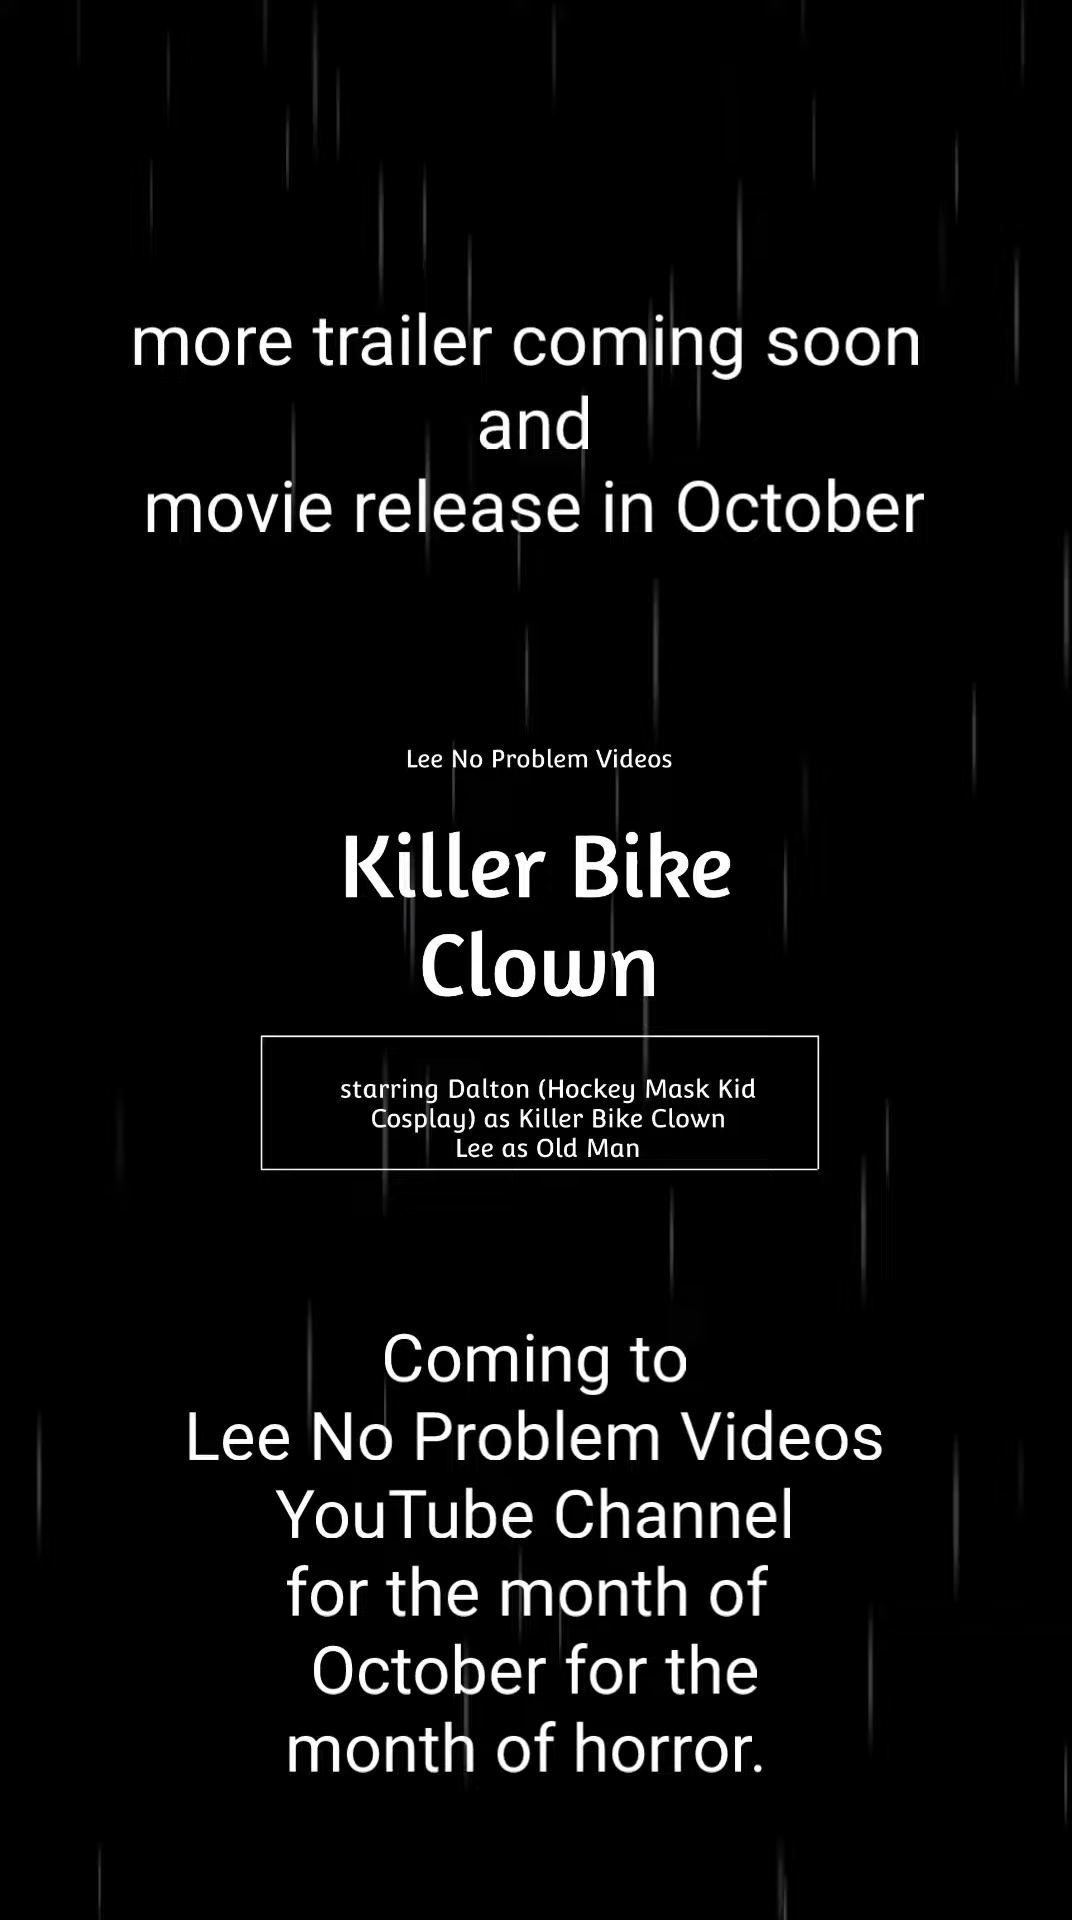 more trailer coming soon
and
movie release in October
Lee No Problem Videos
Killer Bike
Clown
starring Dalton (Hockey Mask Kid
Cosplay) as Killer Bike Clown
Lee as Old Man
Coming to
Lee No Problem Videos
YouTube Channel
for the month of
October for the
month of horror.